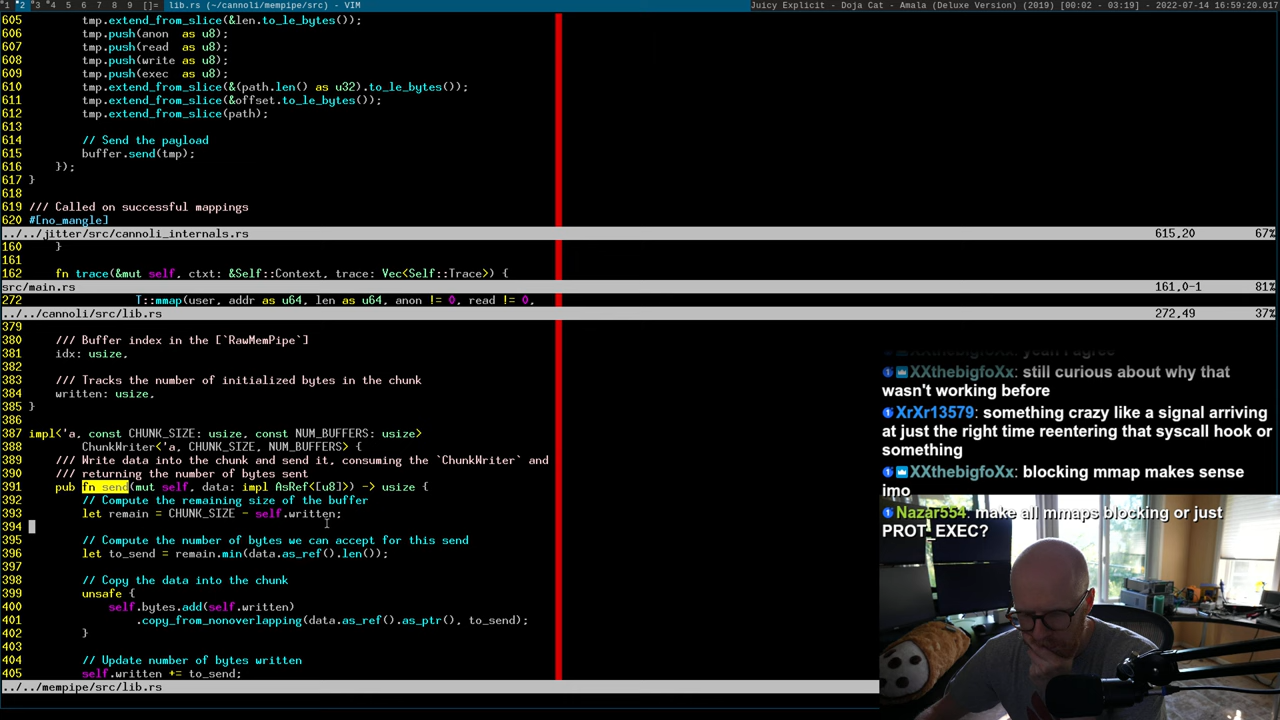 1 2 3 4 5 6 7 8 9 []= lib.rs (~/cannoli/mempipe/src) - VIM
Juicy Explicit - Doja Cat - Amala (Deluxe Version) (2019) [00:02 - 03:19] - 2022-07-14 16:59:20.017
605 tmp.extend_from_slice(&len.to_le_bytes());
606 tmp.push(anon as u8);
607 tmp.push(read as u8);
608 tmp.push(write as u8);
609 tmp.push(exec as u8);
610 tmp.extend_from_slice(&(path.len() as u32).to_le_bytes());
611 tmp.extend_from_slice(&offset.to_le_bytes());
612 tmp.extend_from_slice(path);
613
614 // Send the payload
615 buffer.send(tmp);
616 });
617 }
618
619 /// Called on successful mappings
620 #[no_mangle]
../../jitter/src/cannoli_internals.rs 615,20 67%
160 }
161
162 fn trace(&mut self, ctxt: &Self::Context, trace: Vec<Self::Trace>) {
src/main.rs 161,0-1 81%
272 T::mmap(user, addr as u64, len as u64, anon != 0, read != 0,
../../cannoli/src/lib.rs 272,49 37%
379
380 /// Buffer index in the [`RawMemPipe`]
381 idx: usize,
382
383 /// Tracks the number of initialized bytes in the chunk
384 written: usize,
385 }
386
387 impl<'a, const CHUNK_SIZE: usize, const NUM_BUFFERS: usize>
388 ChunkWriter<'a, CHUNK_SIZE, NUM_BUFFERS> {
389 /// Write data into the chunk and send it, consuming the `ChunkWriter` and
390 /// returning the number of bytes sent
391 pub fn send(mut self, data: impl AsRef<[u8]>) -> usize {
392 // Compute the remaining size of the buffer
393 let remain = CHUNK_SIZE - self.written;
394
395 // Compute the number of bytes we can accept for this send
396 let to_send = remain.min(data.as_ref().len());
397
398 // Copy the data into the chunk
399 unsafe {
400 self.bytes.add(self.written)
401 .copy_from_nonoverlapping(data.as_ref().as_ptr(), to_send);
402 }
403
404 // Update number of bytes written
405 self.written += to_send;
../../mempipe/src/lib.rs
XXthebigfoXx: yeah I agree
XXthebigfoXx: still curious about why that
wasn't working before
XrXr13579: something crazy like a signal arriving
at just the right time reentering that syscall hook or
something
XXthebigfoXx: blocking mmap makes sense
imo
Nazar554: make all mmaps blocking or just
PROT_EXEC?